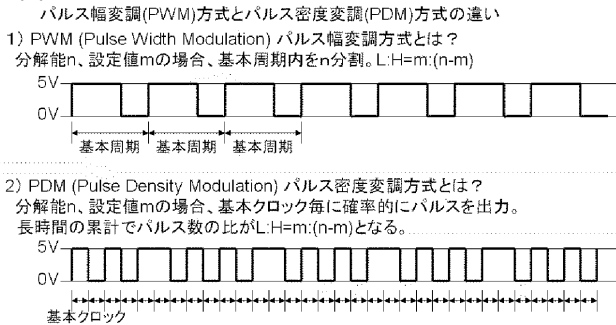 パルス幅変調(PWM)方式とパルス密度変調(PDM)方式の違い
1) PWM (Pulse Width Modulation) パルス幅変調方式とは？
分解能n、設定値mの場合、基本周期内をn分割。L:H=m:(n-m)
5V
0V
基本周期 基本周期 基本周期
2) PDM (Pulse Density Modulation) パルス密度変調方式とは？
分解能n、設定値mの場合、基本クロック毎に確率的にパルスを出力。
長時間の累計でパルス数の比がL:H=m:(n-m)となる。
5V
0V
基本クロック